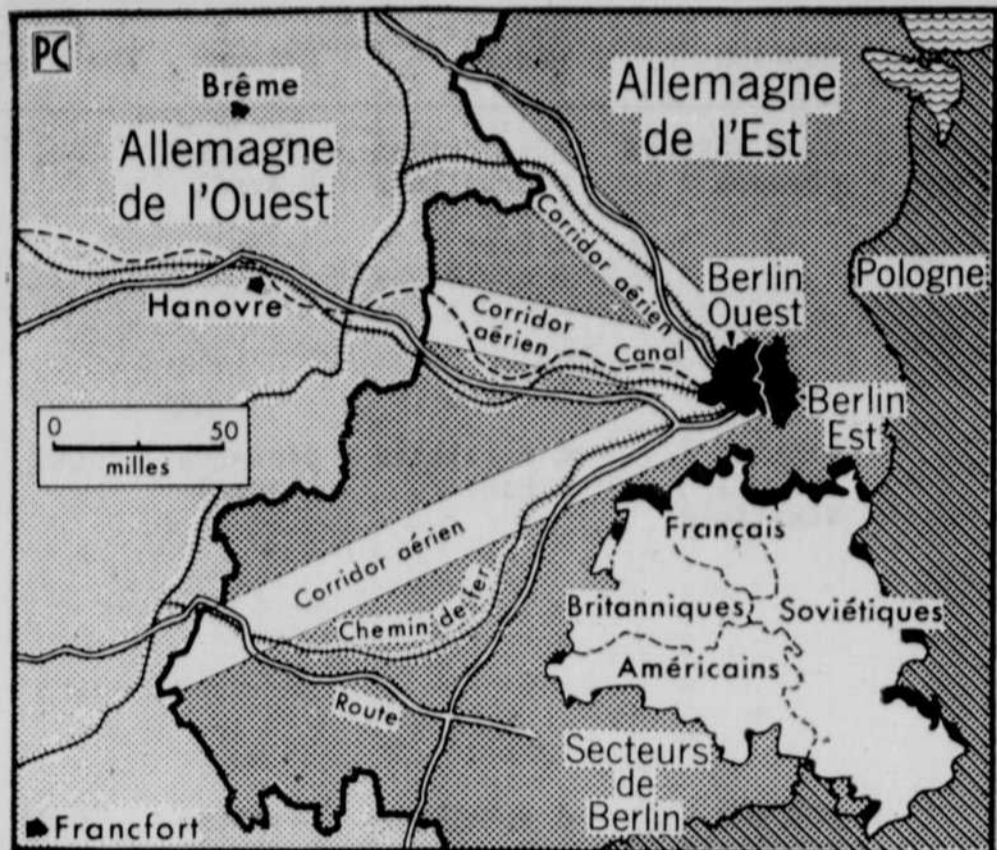 PC
Brême
Allemagne
de l'Ouest
Allemagne
de l'Est
Corridor aérien
Hanovre
Corridor
aérien
Canal
Berlin
Ouest
Pologne
Berlin
Est
0 50
milles
Corridor aérien
Chemin de fer
Route
Français
Britanniques
Soviétiques
Américains
Secteurs
de
Berlin
Francfort